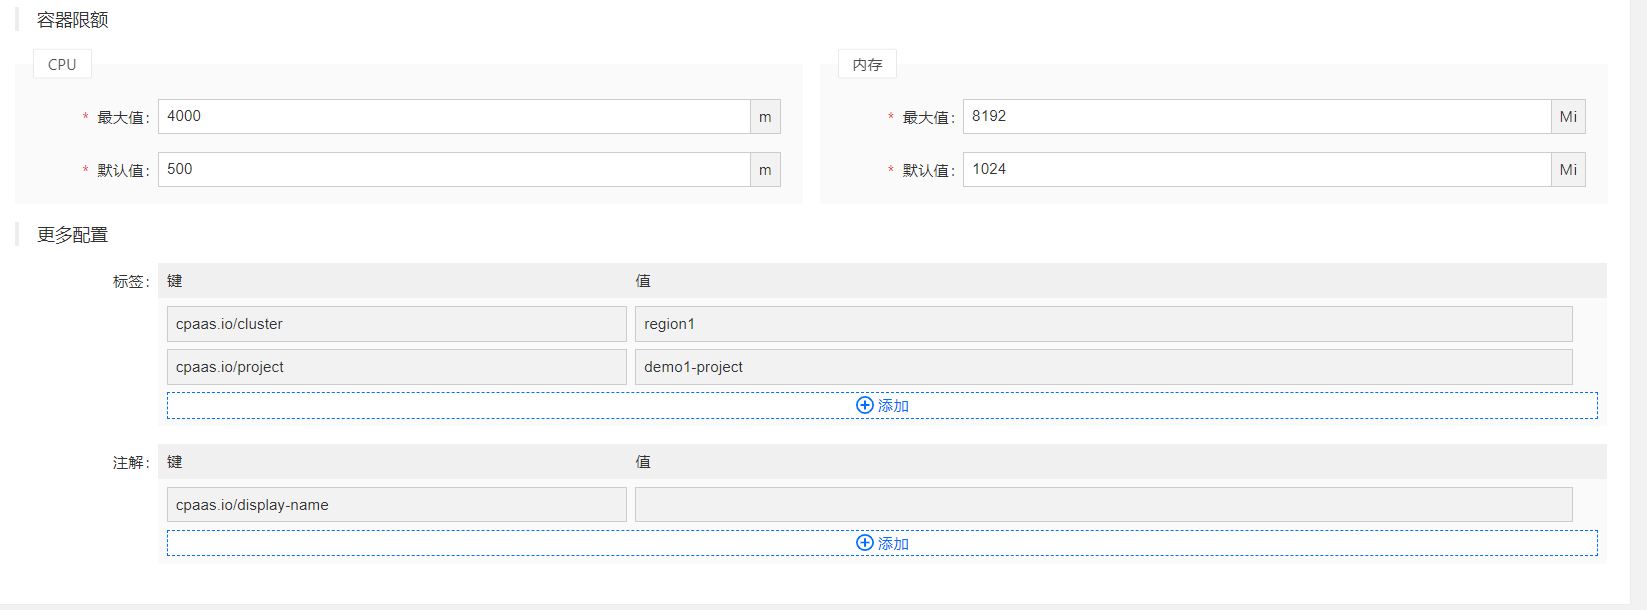 容器限额
CPU
内存
* 最大值: 4000 m
* 最大值: 8192 Mi
* 默认值: 500 m
* 默认值: 1024 Mi
更多配置
标签: 键 值
cpaas.io/cluster region1
cpaas.io/project demo1-project
添加
注解: 键 值
cpaas.io/display-name
添加